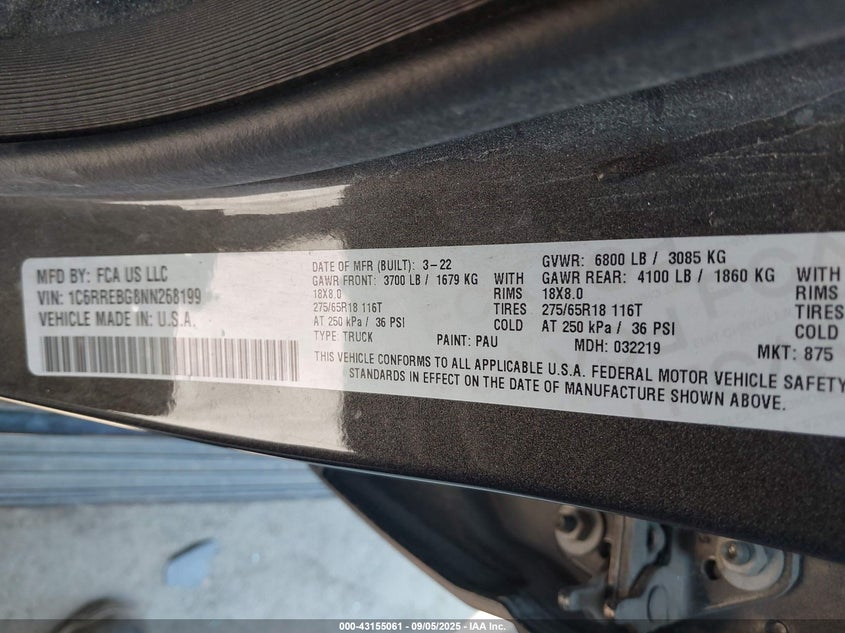 MFD BY: FCA US LLC
VIN: 1C6RREBG8NN268199
VEHICLE MADE IN: U.S.A.
DATE OF MFR (BUILT): 3-22
GVWR: 6800 LB / 3085 KG
GAWR FRONT: 3700 LB / 1679 KG WITH GAWR REAR: 4100 LB / 1860 KG WITH
18X8.0 RIMS 18X8.0 RIMS
275/65R18 116T TIRES 275/65R18 116T TIRES
AT 250 kPa / 36 PSI COLD AT 250 kPa / 36 PSI COLD
TYPE: TRUCK PAINT: PAU MDH: 032219 MKT: 875
THIS VEHICLE CONFORMS TO ALL APPLICABLE U.S.A. FEDERAL MOTOR VEHICLE SAFETY
STANDARDS IN EFFECT ON THE DATE OF MANUFACTURE SHOWN ABOVE.
000-43155061 - 09/05/2025 - IAA Inc.